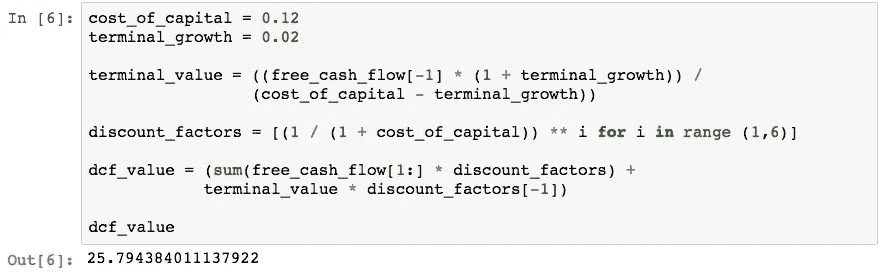 In [6]: cost_of_capital = 0.12
terminal_growth = 0.02
terminal_value = ((free_cash_flow[-1] * (1 + terminal_growth)) /
(cost_of_capital - terminal_growth))
discount_factors = [(1 / (1 + cost_of_capital)) ** i for i in range (1,6)]
dcf_value = (sum(free_cash_flow[1:] * discount_factors) +
terminal_value * discount_factors[-1])
dcf_value
Out[6]: 25.794384011137922